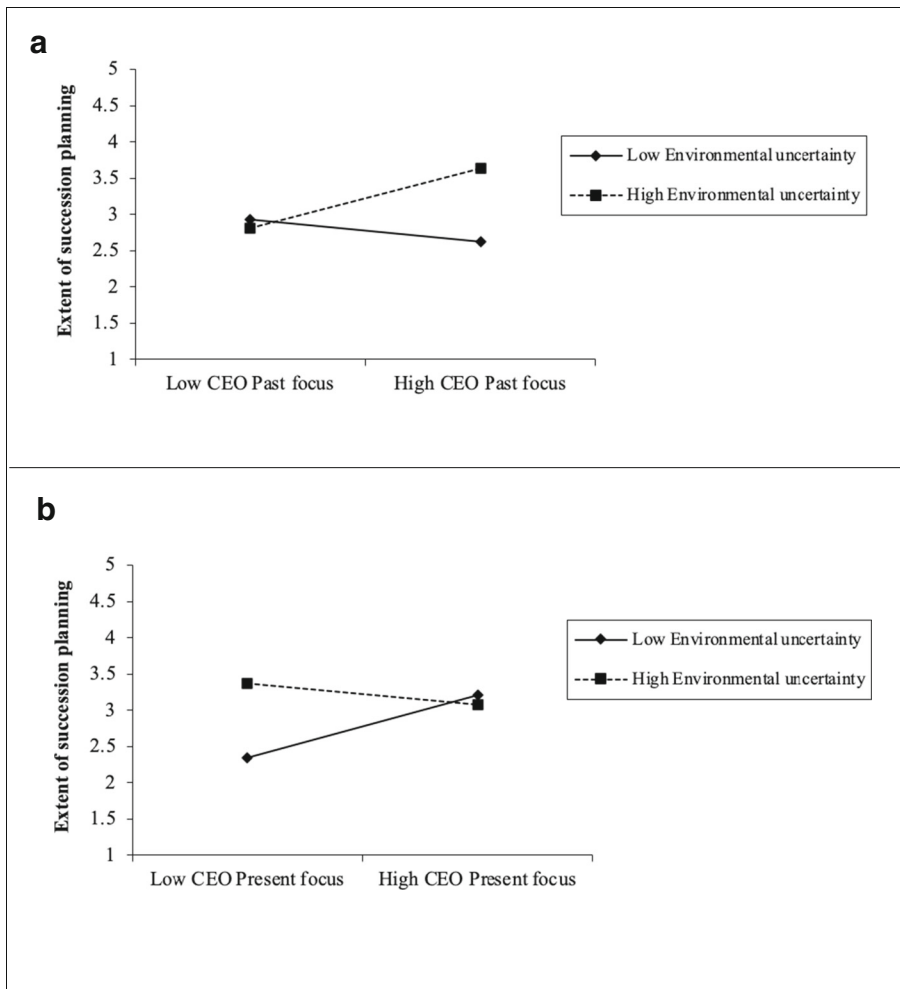 a
Extent of succession planning
5
4.5
4
3.5
3
2.5
2
1.5
1
Low CEO Past focus
High CEO Past focus
Low Environmental uncertainty
High Environmental uncertainty
b
Extent of succession planning
5
4.5
4
3.5
3
2.5
2
1.5
1
Low CEO Present focus
High CEO Present focus
Low Environmental uncertainty
High Environmental uncertainty